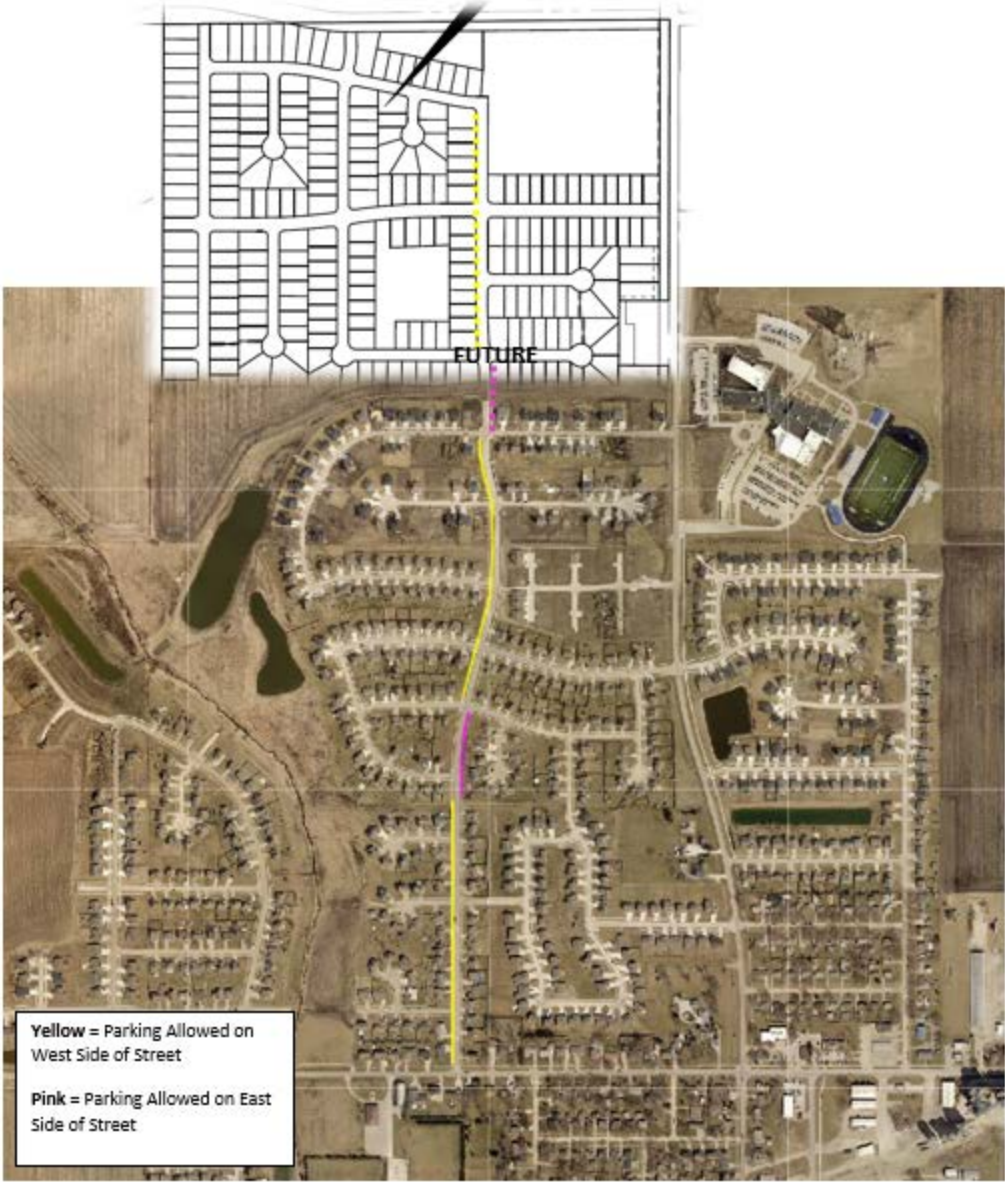 FUTURE
Yellow = Parking Allowed on
West Side of Street
Pink = Parking Allowed on East
Side of Street